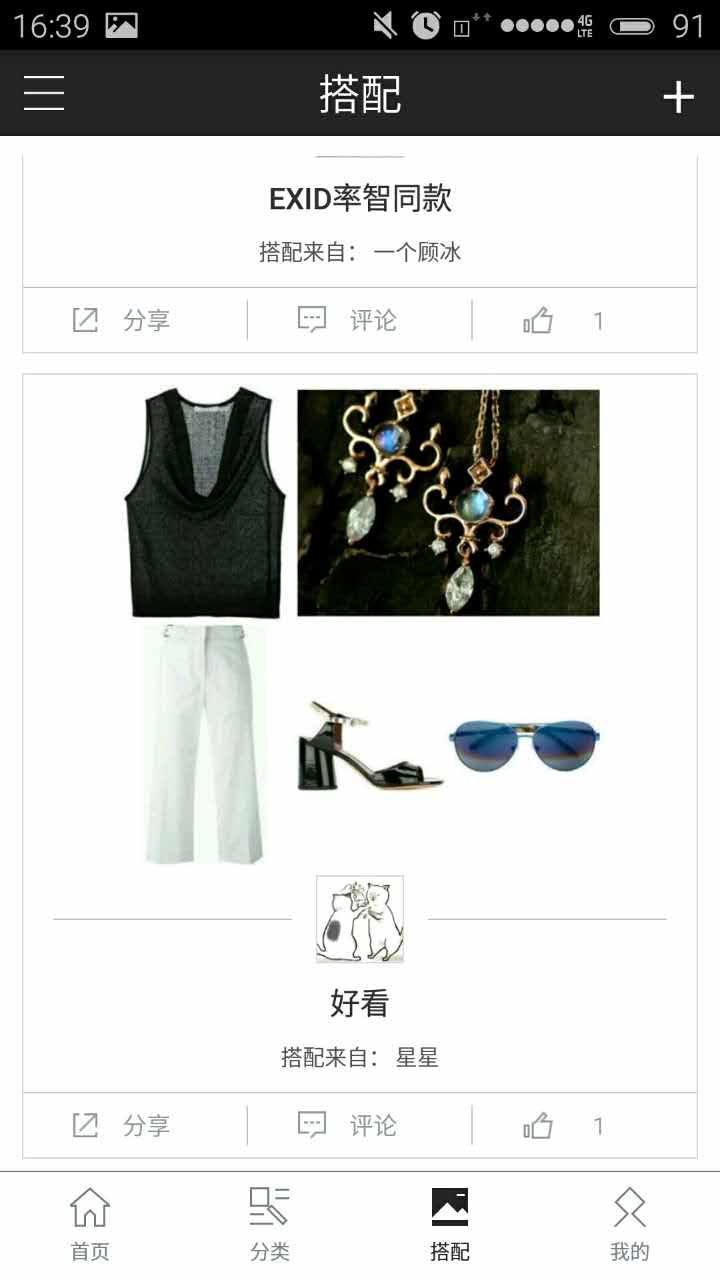 16:39 4G LTE 91
搭配
EXID率智同款
搭配来自： 一个顾冰
分享 评论 1
好看
搭配来自： 星星
分享 评论 1
首页 分类 搭配 我的